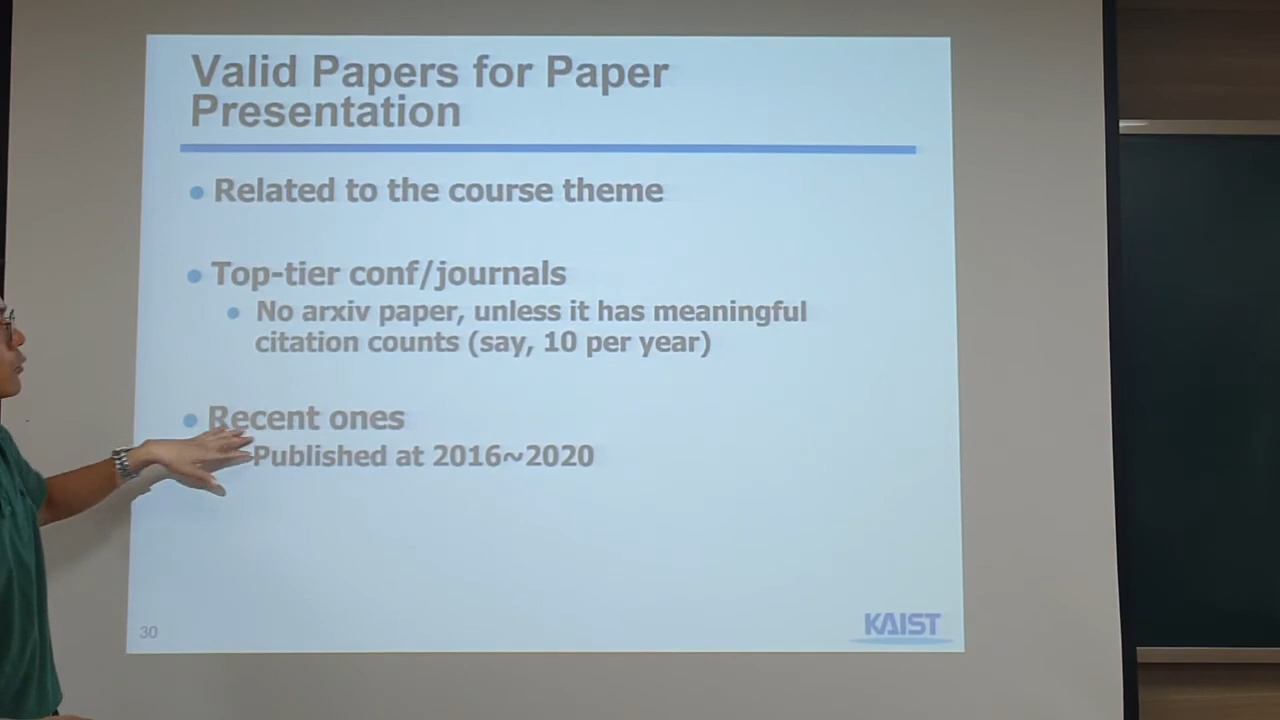 Valid Papers for Paper
Presentation
Related to the course theme
Top-tier conf/journals
No arxiv paper, unless it has meaningful
citation counts (say, 10 per year)
Recent ones
Published at 2016~2020
30
KAIST